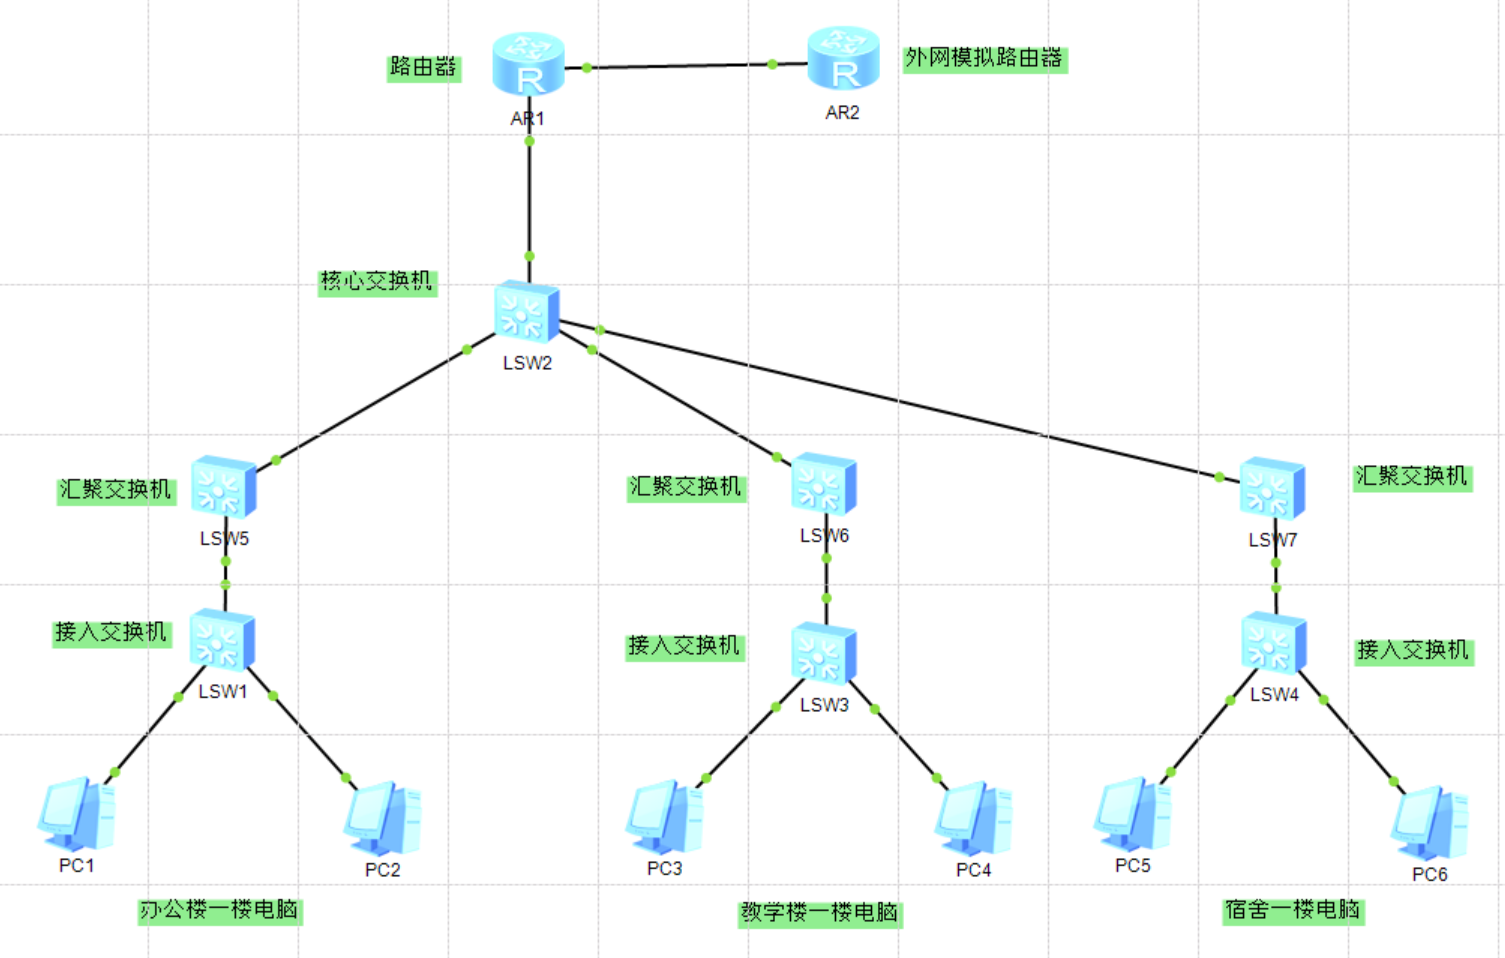 路由器
R
AR1
R
AR2
外网模拟路由器
核心交换机
LSW2
汇聚交换机
LSW5
汇聚交换机
LSW6
LSW7
汇聚交换机
接入交换机
LSW1
接入交换机
LSW3
LSW4
接入交换机
PC1
PC2
PC3
PC4
PC5
PC6
办公楼一楼电脑
教学楼一楼电脑
宿舍一楼电脑